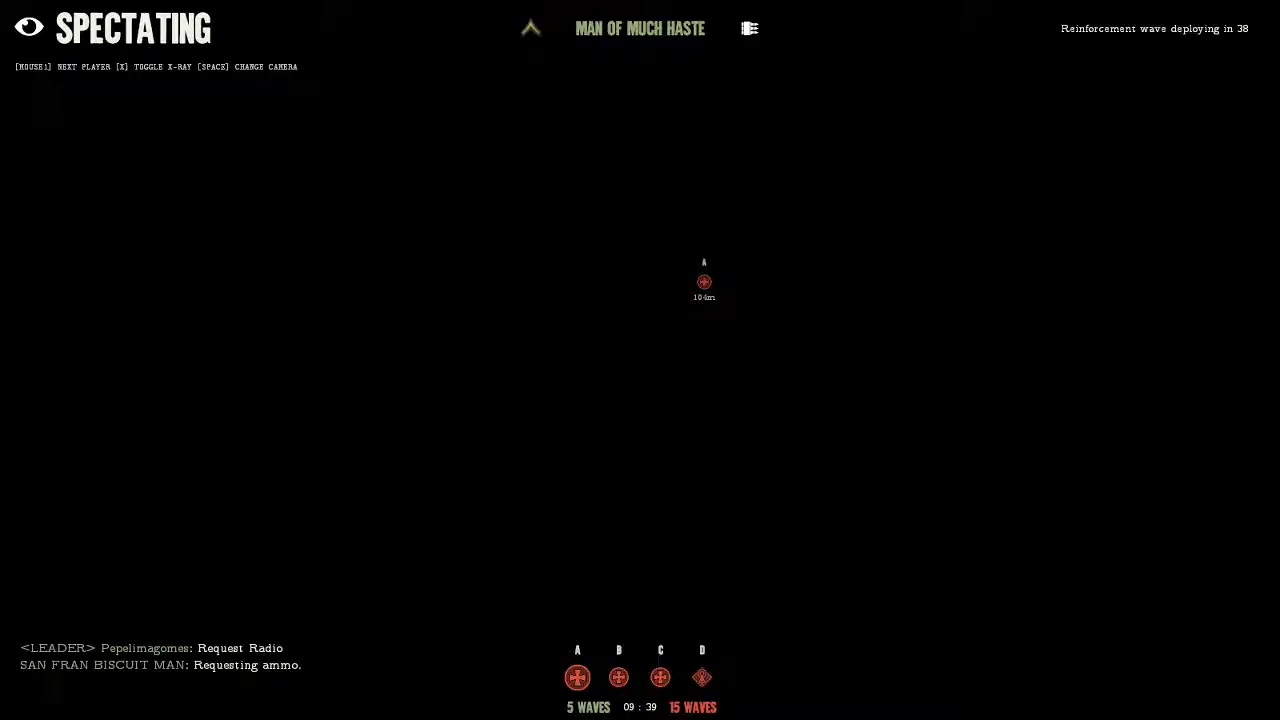 SPECTATING
MAN OF MUCH HASTE
Reinforcement wave deploying in 38
[MOUSE1] NEXT PLAYER [X] TOGGLE X-RAY [SPACE] CHANGE CAMERA
A
104m
<LEADER> Pepelimagomes: Request Radio
SAN FRAN BISCUIT MAN: Requesting ammo.
A B C D
5 WAVES 09 : 39 15 WAVES